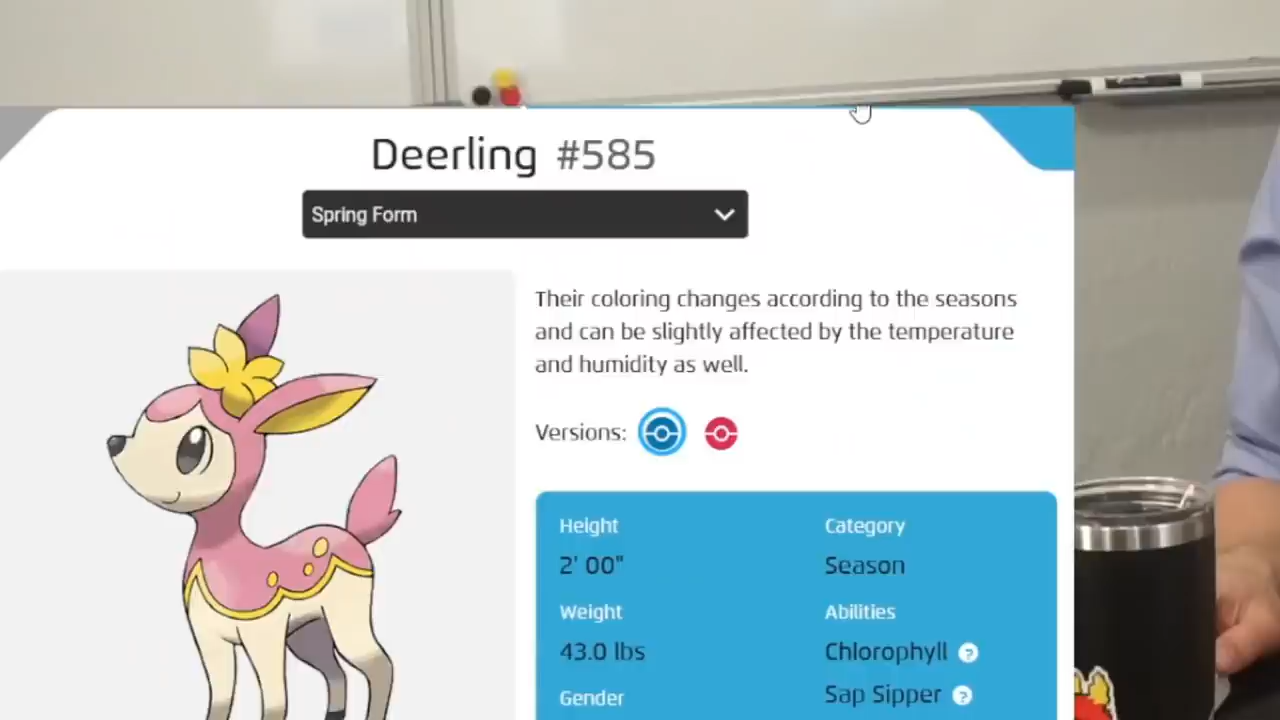 Deerling #585
Spring Form
Their coloring changes according to the seasons
and can be slightly affected by the temperature
and humidity as well.
Versions:
Height
Category
2' 00"
Season
Weight
Abilities
43.0 lbs
Chlorophyll ?
Gender
Sap Sipper ?